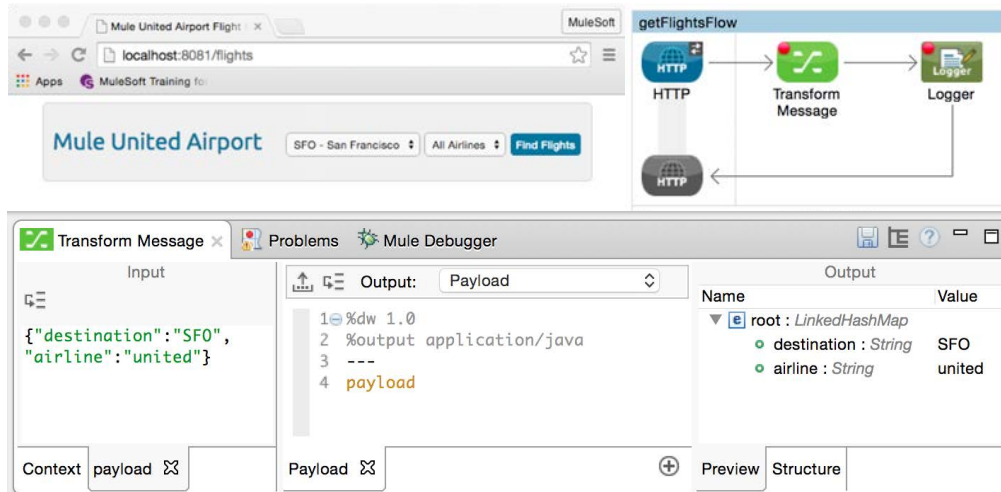 Mule United Airport Flight
MuleSoft
localhost:8081/flights
Apps
MuleSoft Training fo
Mule United Airport
SFO - San Francisco
All Airlines
Find Flights
getFlightsFlow
HTTP
Logger
HTTP
Transform
Message
Logger
HTTP
Transform Message
Problems
Mule Debugger
Input
{"destination":"SFO",
"airline":"united"}
Context
payload
Output:
Payload
1 %dw 1.0
2 %output application/java
3 ---
4 payload
Payload
Output
Name Value
root : LinkedHashMap
destination : String SFO
airline : String united
Preview
Structure